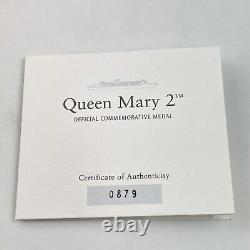 Queen Mary 2™
OFFICIAL COMMEMORATIVE MEDAL
Certificate of Authenticity
0879